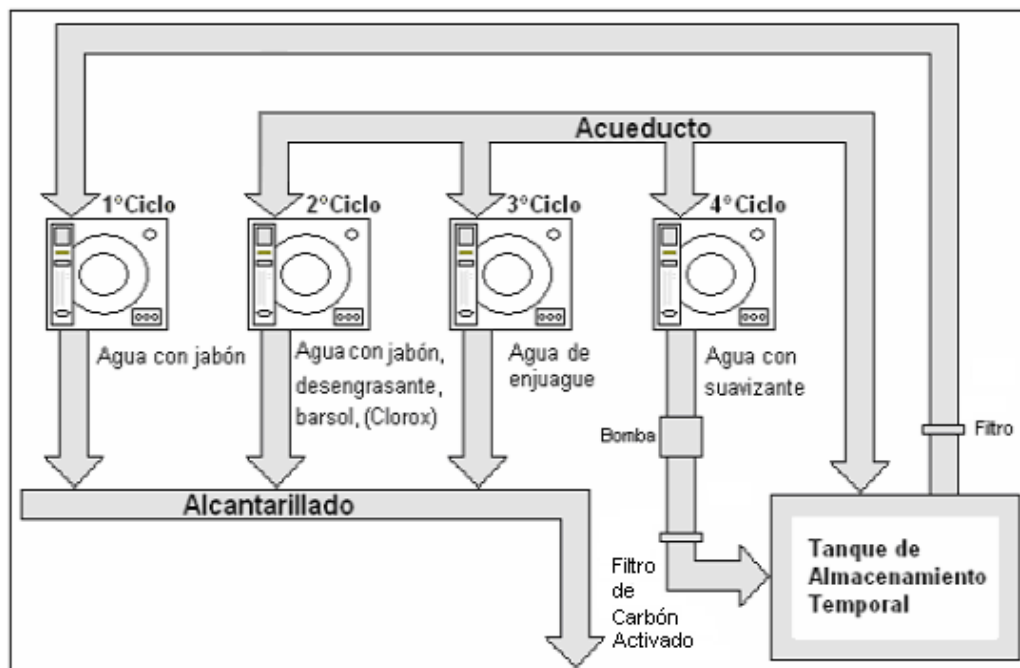 Acueducto
1°Ciclo
2°Ciclo
3°Ciclo
4°Ciclo
Agua con jabón
Agua con jabón,
desengrasante,
barsol, (Clorox)
Agua de
enjuague
Agua con
suavizante
Bomba
Filtro
Alcantarillado
Filtro
de
Carbón
Activado
Tanque de
Almacenamiento
Temporal